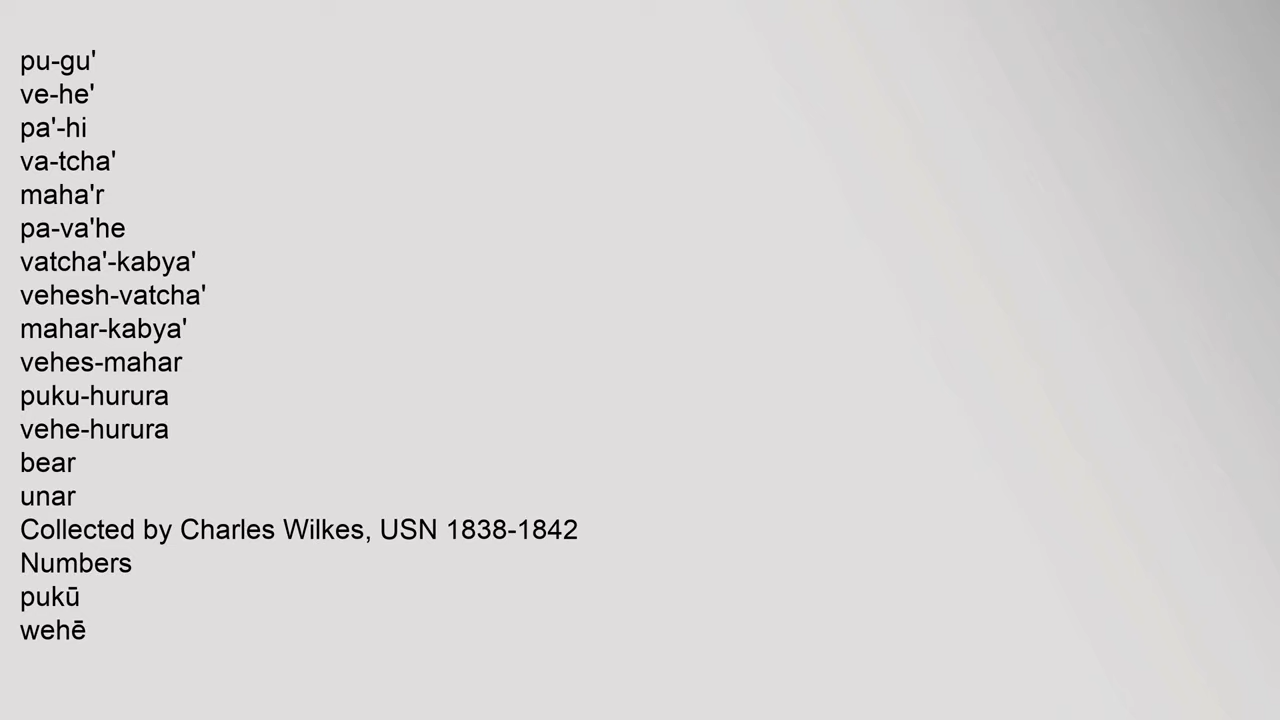 pu-gu'
ve-he'
pa'-hi
va-tcha'
maha'r
pa-va'he
vatcha'-kabya'
vehesh-vatcha'
mahar-kabya'
vehes-mahar
puku-hurura
vehe-hurura
bear
unar
Collected by Charles Wilkes, USN 1838-1842
Numbers
pukū
wehē